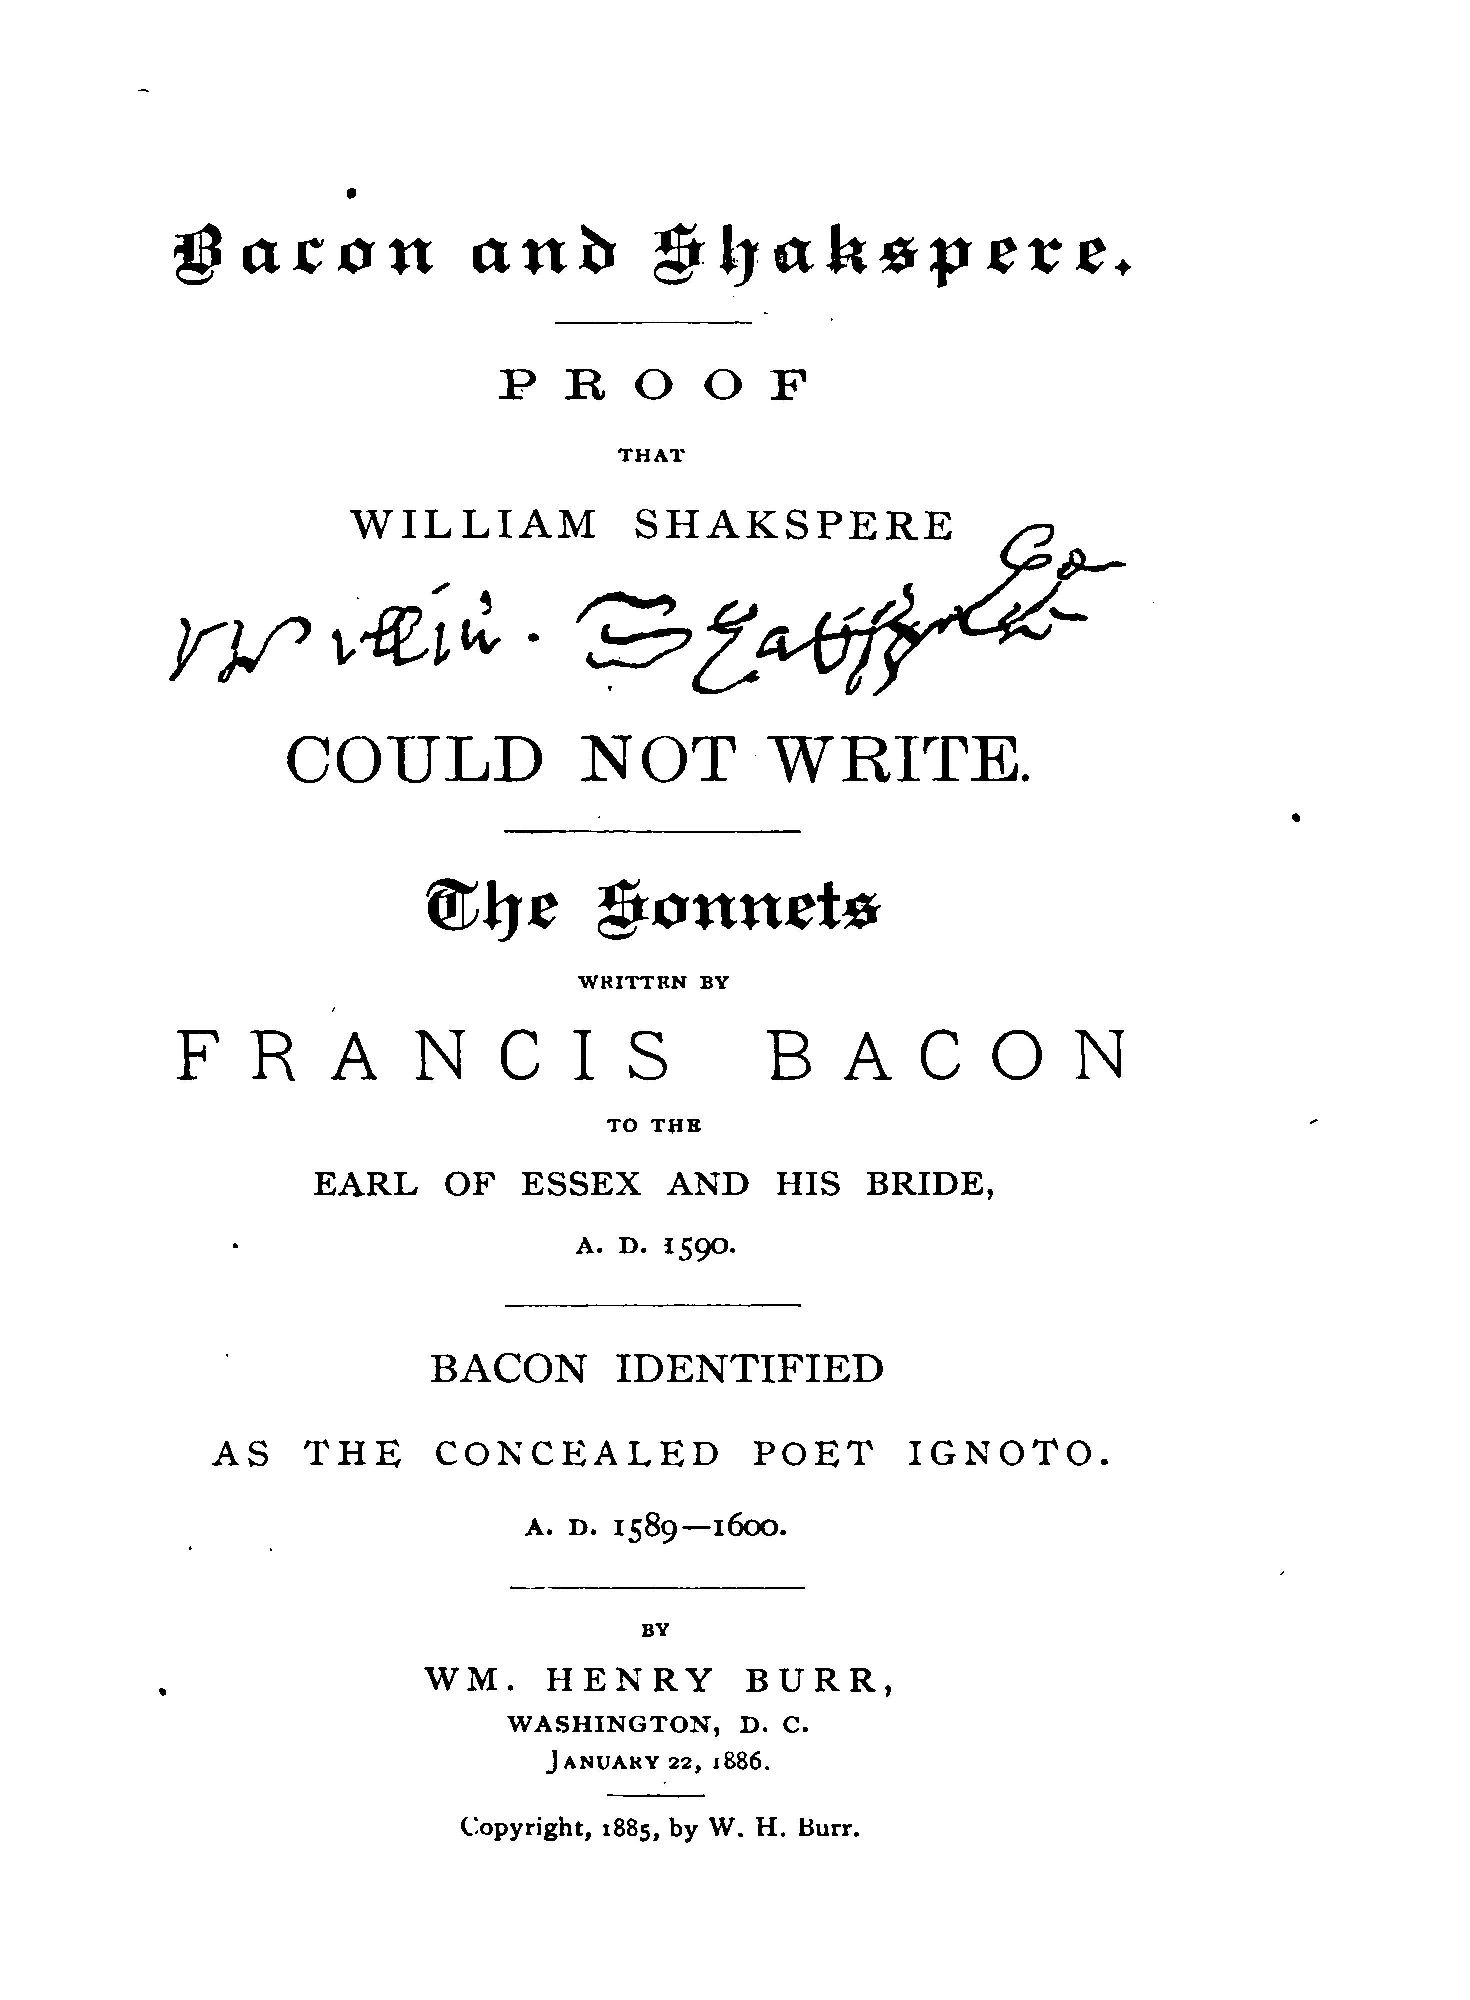 Bacon and Shakspere.
PROOF
THAT
WILLIAM SHAKSPERE
COULD NOT WRITE.
The Sonnets
WRITTEN BY
FRANCIS BACON
TO THE
EARL OF ESSEX AND HIS BRIDE,
A. D. 1590.
BACON IDENTIFIED
AS THE CONCEALED POET IGNOTO.
A. D. 1589—1600.
BY
WM. HENRY BURR,
WASHINGTON, D. C.
JANUARY 22, 1886.
Copyright, 1885, by W. H. Burr.